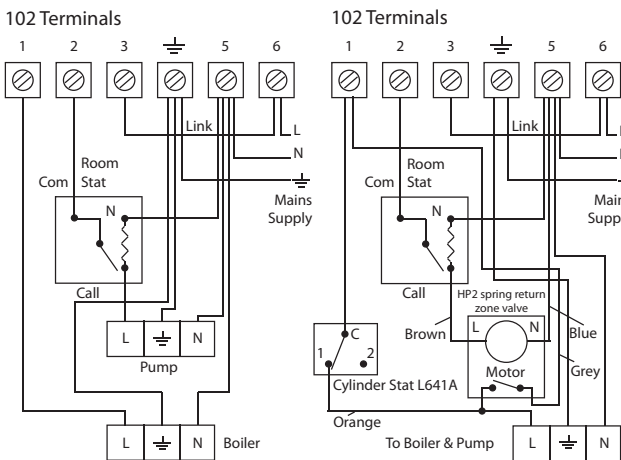 102 Terminals
1 2 3 5 6
Link
L
N
Room
Stat
Com
Mains
Supply
N
Call
L N
Pump
L N
Boiler
102 Terminals
1 2 3 5 6
Link
Room
Stat
Com
N
Call
HP2 spring return
zone valve
L N
Brown
Blue
Motor
Grey
C
1 2
Cylinder Stat L641A
Orange
To Boiler & Pump
L N